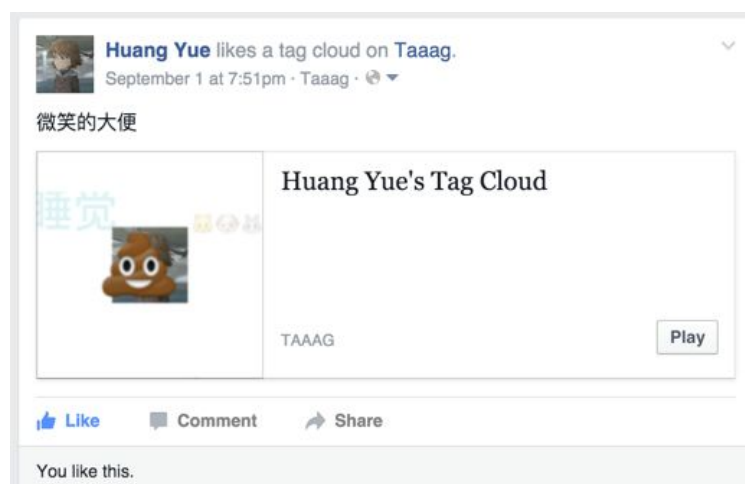 Huang Yue likes a tag cloud on Taaag.
September 1 at 7:51pm · Taaag ·
微笑的大便
Huang Yue's Tag Cloud
睡觉
TAAAG
Play
Like Comment Share
You like this.